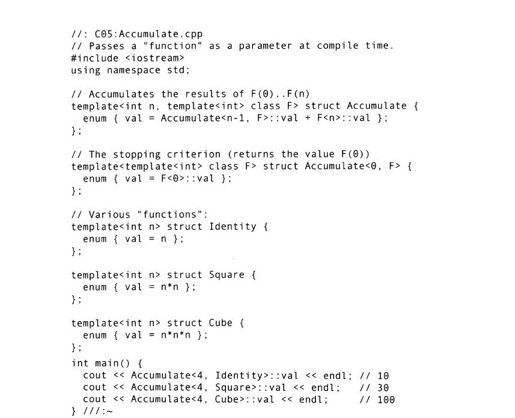 //: C05:Accumulate.cpp
// Passes a "function" as a parameter at compile time.
#include <iostream>
using namespace std;

// Accumulates the results of F(0)..F(n)
template<int n, template<int> class F> struct Accumulate {
  enum { val = Accumulate<n-1, F>::val + F<n>::val };
};

// The stopping criterion (returns the value F(0))
template<template<int> class F> struct Accumulate<0, F> {
  enum { val = F<0>::val };
};

// Various "functions":
template<int n> struct Identity {
  enum { val = n };
};

template<int n> struct Square {
  enum { val = n*n };
};

template<int n> struct Cube {
  enum { val = n*n*n };
};
int main() {
  cout << Accumulate<4, Identity>::val << endl; // 10
  cout << Accumulate<4, Square>::val << endl;   // 30
  cout << Accumulate<4, Cube>::val << endl;     // 100
} ///:~